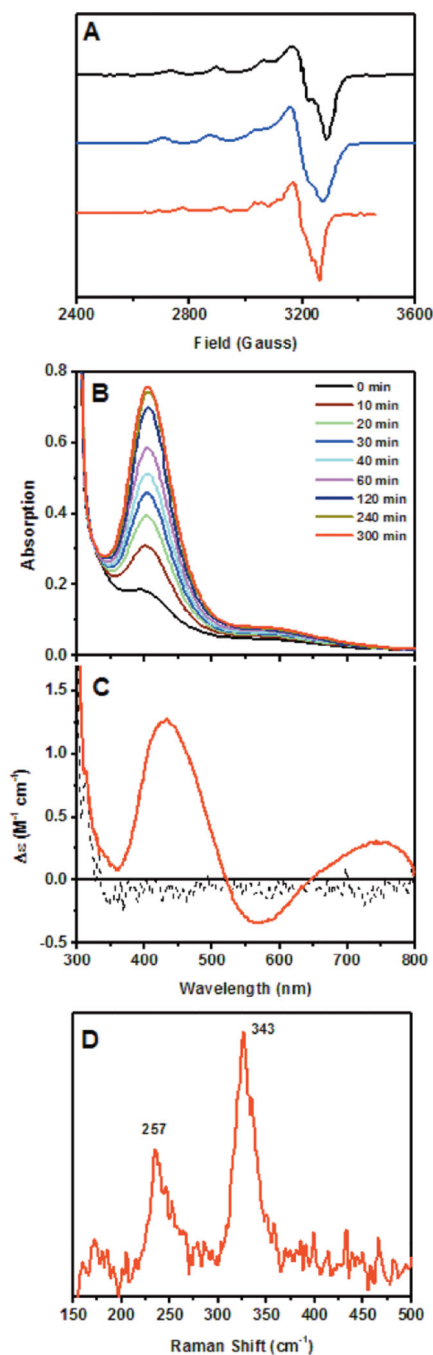 A
2400 2800 3200 3600
Field (Gauss)
B
0.8
0.6
0.4
0.2
0.0
Absorption
0 min
10 min
20 min
30 min
40 min
60 min
120 min
240 min
300 min
C
1.5
1.0
0.5
0.0
-0.5
Δε (M⁻¹ cm⁻¹)
300 400 500 600 700 800
Wavelength (nm)
D
343
257
150 200 250 300 350 400 450 500
Raman Shift (cm⁻¹)